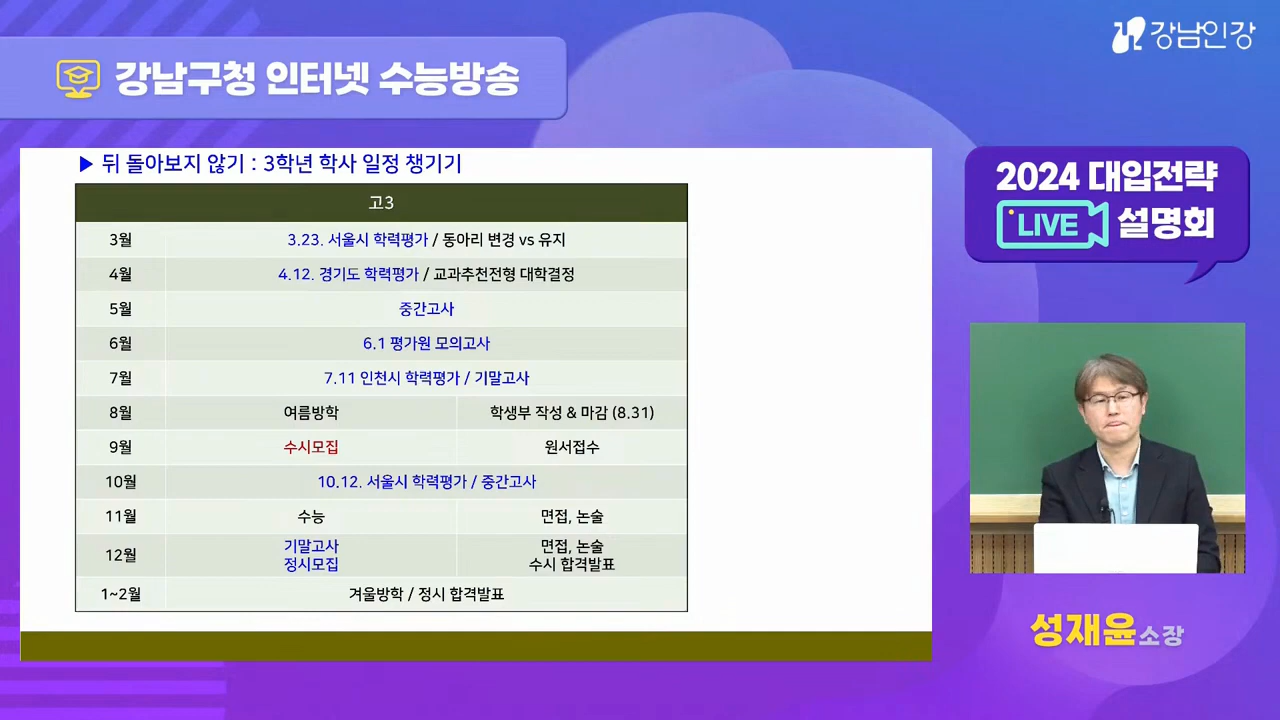 강남인강
강남구청 인터넷 수능방송
▶ 뒤 돌아보지 않기 : 3학년 학사 일정 챙기기
고3
3월 3.23. 서울시 학력평가 / 동아리 변경 vs 유지
4월 4.12. 경기도 학력평가 / 교과추천전형 대학결정
5월 중간고사
6월 6.1 평가원 모의고사
7월 7.11 인천시 학력평가 / 기말고사
8월 여름방학 학생부 작성 & 마감 (8.31)
9월 수시모집 원서접수
10월 10.12. 서울시 학력평가 / 중간고사
11월 수능 면접, 논술
12월 기말고사 면접, 논술
정시모집 수시 합격발표
1~2월 겨울방학 / 정시 합격발표
2024 대입전략
LIVE 설명회
성재윤소장